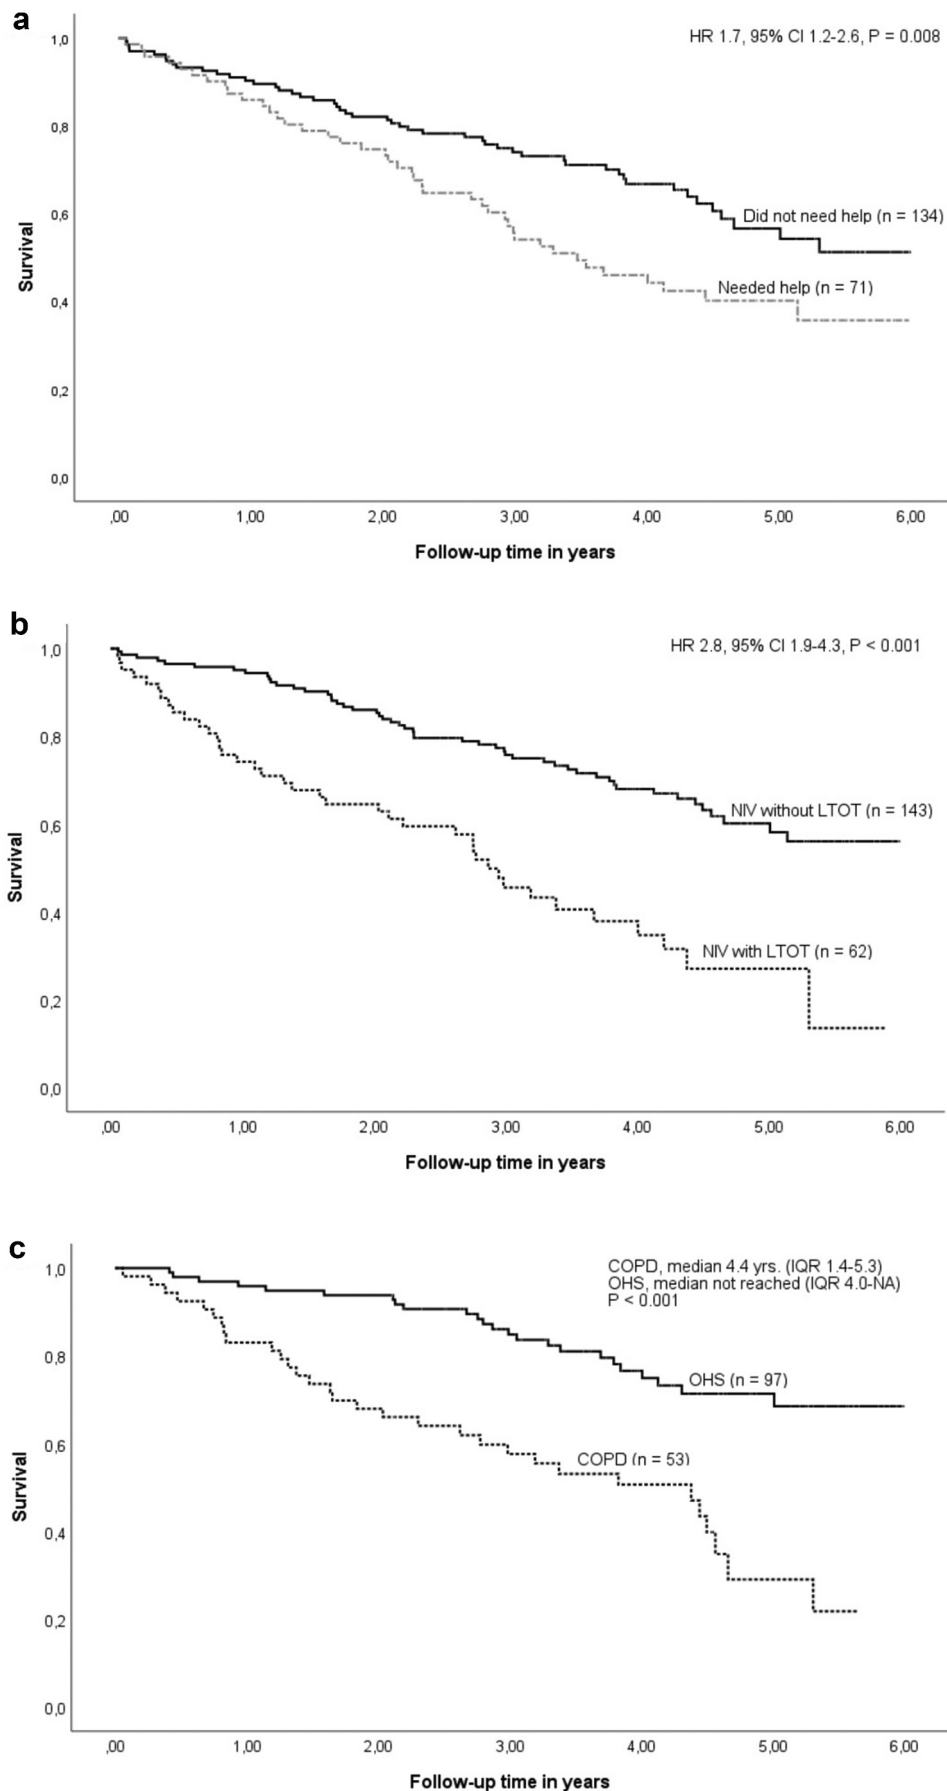 a
HR 1.7, 95% CI 1.2-2.6, P = 0.008
1,0
0,8
0,6
0,4
0,2
0,0
Survival
Did not need help (n = 134)
Needed help (n = 71)
,00 1,00 2,00 3,00 4,00 5,00 6,00
Follow-up time in years
b
HR 2.8, 95% CI 1.9-4.3, P < 0.001
1,0
0,8
0,6
0,4
0,2
0,0
Survival
NIV without LTOT (n = 143)
NIV with LTOT (n = 62)
,00 1,00 2,00 3,00 4,00 5,00 6,00
Follow-up time in years
c
COPD, median 4.4 yrs. (IQR 1.4-5.3)
OHS, median not reached (IQR 4.0-NA)
P < 0.001
1,0
0,8
0,6
0,4
0,2
0,0
Survival
OHS (n = 97)
COPD (n = 53)
,00 1,00 2,00 3,00 4,00 5,00 6,00
Follow-up time in years